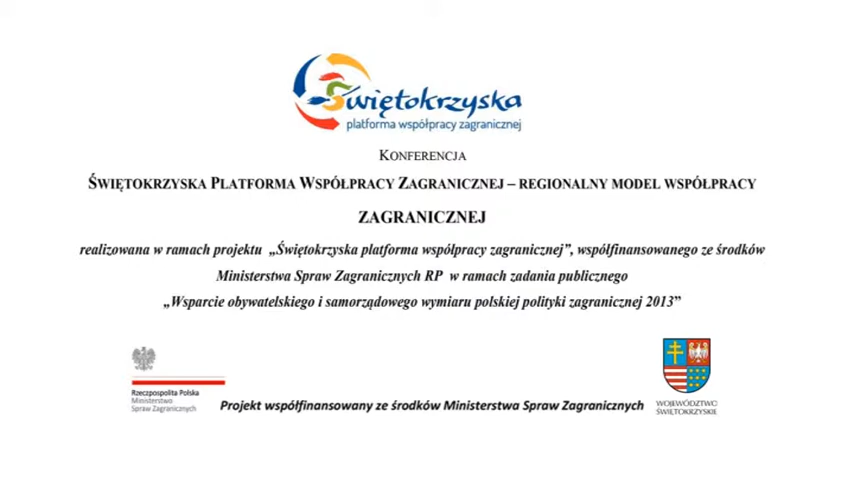 Świętokrzyska
platforma współpracy zagranicznej
KONFERENCJA
ŚWIĘTOKRZYSKA PLATFORMA WSPÓŁPRACY ZAGRANICZNEJ – REGIONALNY MODEL WSPÓŁPRACY
ZAGRANICZNEJ
realizowana w ramach projektu „Świętokrzyska platforma współpracy zagranicznej”, współfinansowanego ze środków
Ministerstwa Spraw Zagranicznych RP w ramach zadania publicznego
„Wsparcie obywatelskiego i samorządowego wymiaru polskiej polityki zagranicznej 2013”
Rzeczpospolita Polska
Ministerstwo
Spraw Zagranicznych
Projekt współfinansowany ze środków Ministerstwa Spraw Zagranicznych
WOJEWÓDZTWO
ŚWIĘTOKRZYSKIE